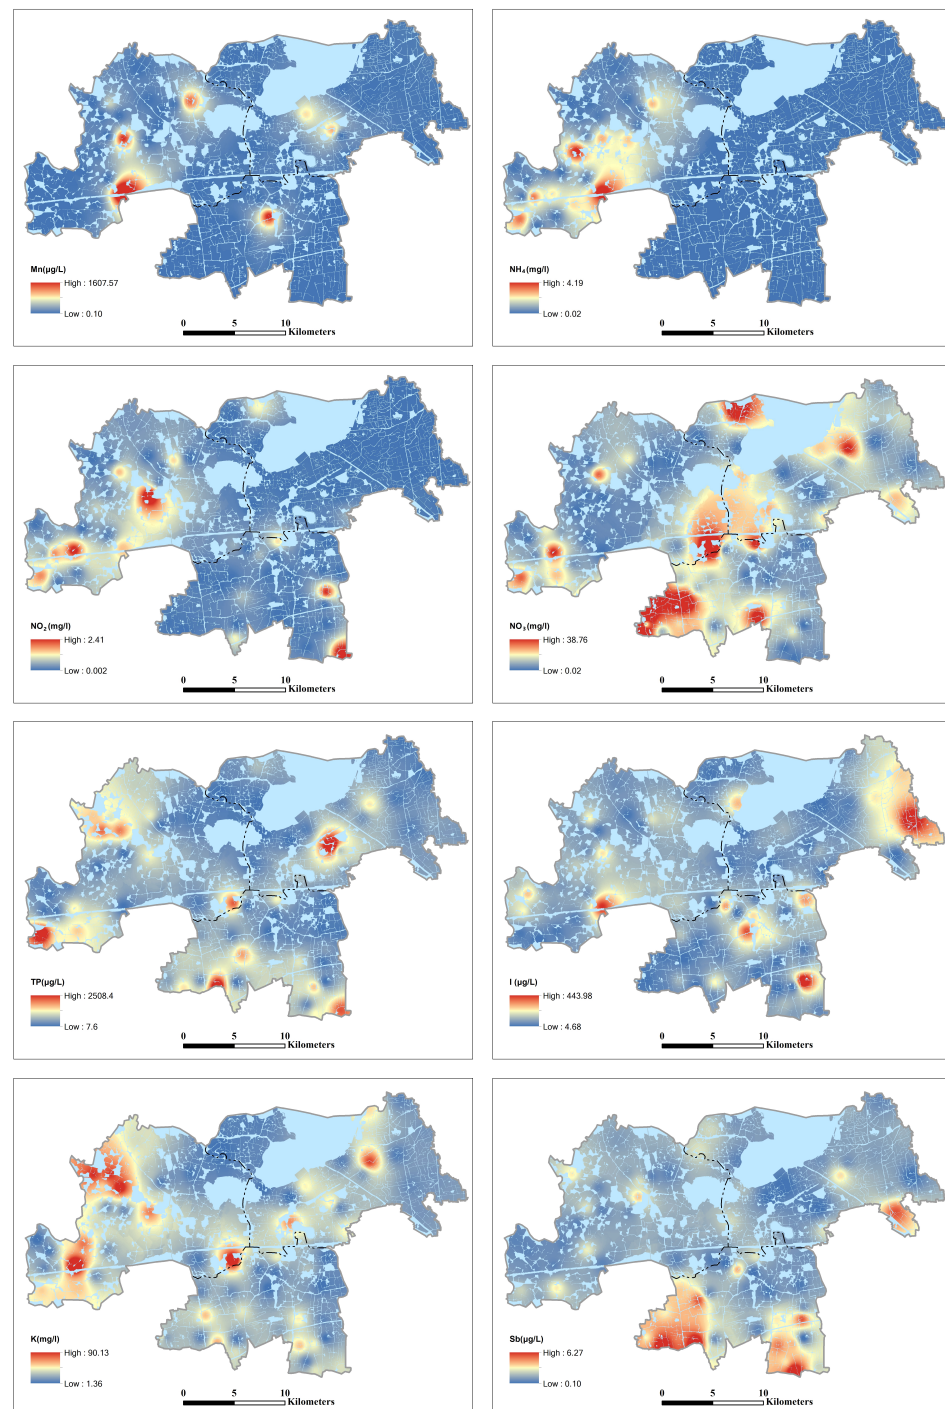 Mn(µg/L)
High : 1607.57
Low : 0.10
0 5 10
Kilometers
NH₄(mg/l)
High : 4.19
Low : 0.02
0 5 10
Kilometers
NO₂(mg/l)
High : 2.41
Low : 0.002
0 5 10
Kilometers
NO₃(mg/l)
High : 38.76
Low : 0.02
0 5 10
Kilometers
TP(µg/L)
High : 2508.4
Low : 7.6
0 5 10
Kilometers
I (µg/L)
High : 443.98
Low : 4.68
0 5 10
Kilometers
K(mg/l)
High : 90.13
Low : 1.36
0 5 10
Kilometers
Sb(µg/L)
High : 6.27
Low : 0.10
0 5 10
Kilometers